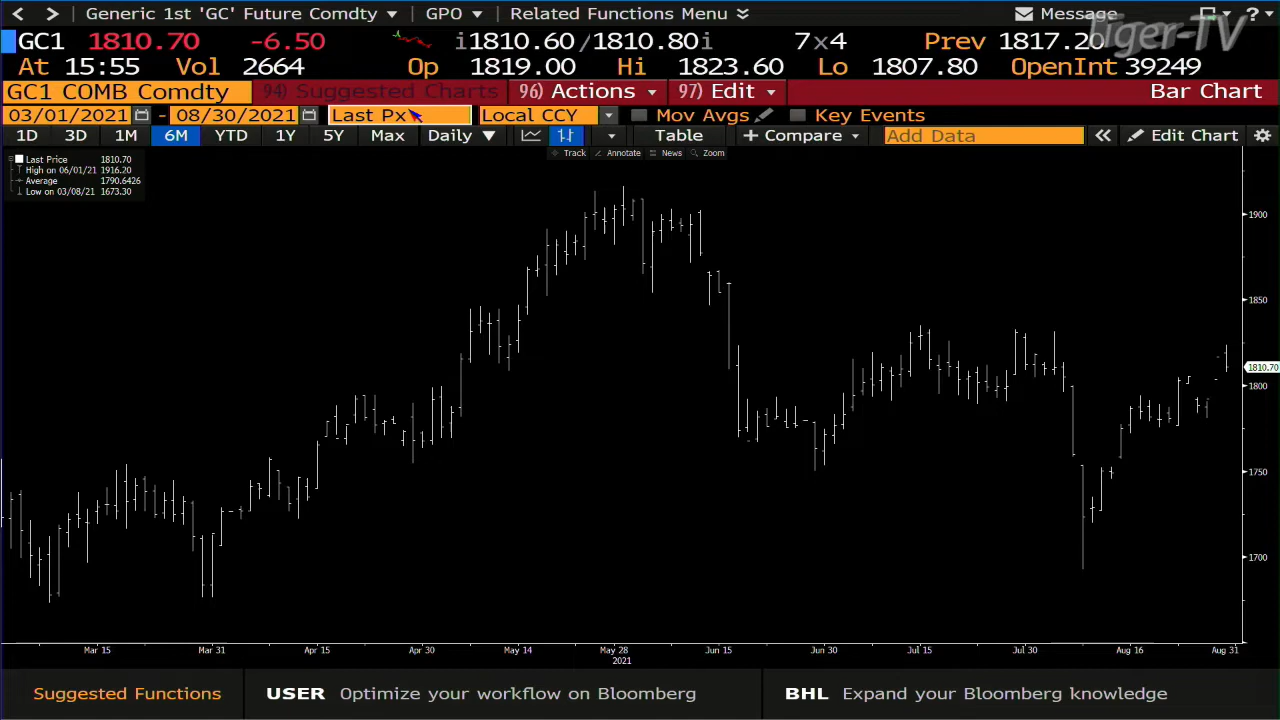 Generic 1st 'GC' Future Comdty GPO Related Functions Menu Message ?
Tiger-TV
GC1 1810.70 -6.50 i1810.60/1810.80i 7x4 Prev 1817.20
At 15:55 Vol 2664 Op 1819.00 Hi 1823.60 Lo 1807.80 OpenInt 39249
GC1 COMB Comdty 94) Suggested Charts 96) Actions 97) Edit Bar Chart
03/01/2021 - 08/30/2021 Last Px Local CCY Mov Avgs Key Events
1D 3D 1M 6M YTD 1Y 5Y Max Daily Table + Compare Add Data Edit Chart
Track Annotate News Zoom
Last Price 1810.70
High on 06/01/21 1916.20
Average 1790.6426
Low on 03/08/21 1673.30
1900
1850
1810.70
1800
1750
1700
Mar 15 Mar 31 Apr 15 Apr 30 May 14 May 28 Jun 15 Jun 30 Jul 15 Jul 30 Aug 16 Aug 31
2021
Suggested Functions USER Optimize your workflow on Bloomberg BHL Expand your Bloomberg knowledge